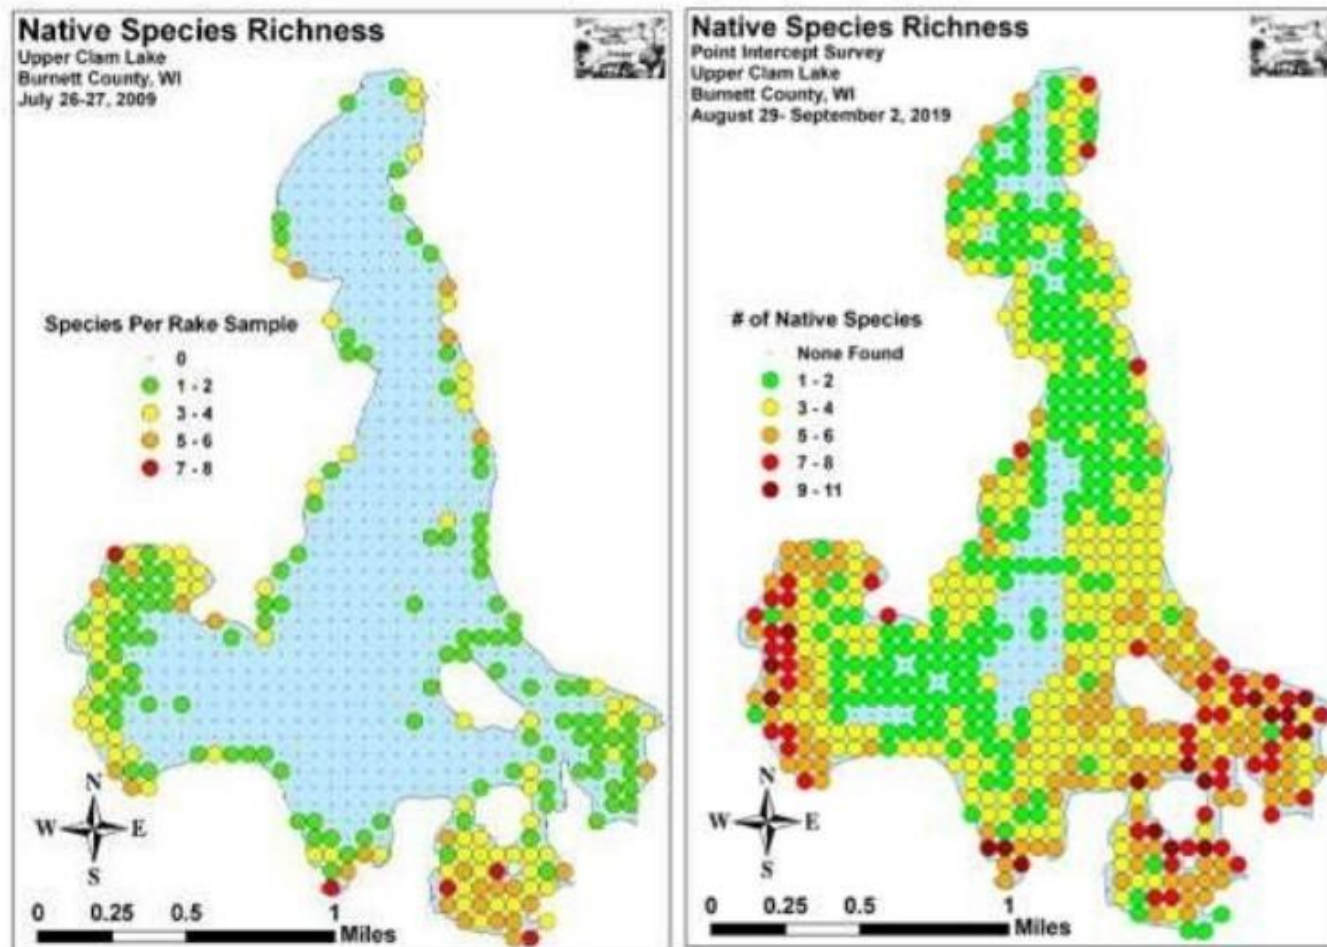 Native Species Richness
Upper Clam Lake
Burnett County, WI
July 26-27, 2009
Species Per Rake Sample
0
1 - 2
3 - 4
5 - 6
7 - 8
N
W E
S
0 0.25 0.5 1
Miles
Native Species Richness
Point Intercept Survey
Upper Clam Lake
Burnett County, WI
August 29- September 2, 2019
# of Native Species
None Found
1 - 2
3 - 4
5 - 6
7 - 8
9 - 11
N
W E
S
0 0.25 0.5 1
Miles